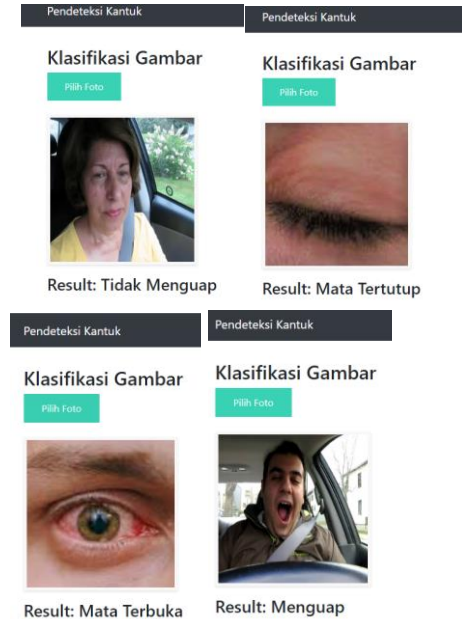 Pendeteksi Kantuk
Klasifikasi Gambar
Pilih Foto
Result: Tidak Menguap
Pendeteksi Kantuk
Klasifikasi Gambar
Pilih Foto
Result: Mata Tertutup
Pendeteksi Kantuk
Klasifikasi Gambar
Pilih Foto
Result: Mata Terbuka
Pendeteksi Kantuk
Klasifikasi Gambar
Pilih Foto
Result: Menguap